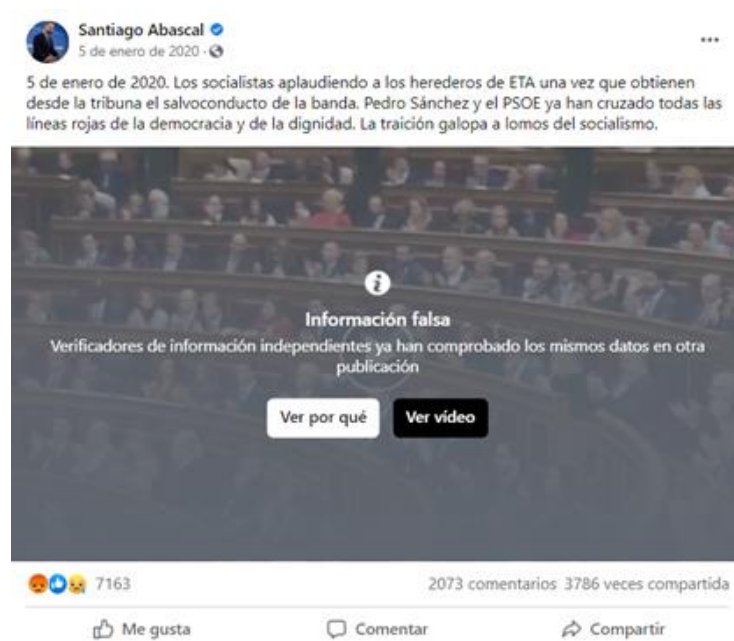 Santiago Abascal
5 de enero de 2020 ·
5 de enero de 2020. Los socialistas aplaudiendo a los herederos de ETA una vez que obtienen
desde la tribuna el salvoconducto de la banda. Pedro Sánchez y el PSOE ya han cruzado todas las
líneas rojas de la democracia y de la dignidad. La traición galopa a lomos del socialismo.
Información falsa
Verificadores de información independientes ya han comprobado los mismos datos en otra
publicación
Ver por qué Ver vídeo
7163 2073 comentarios 3786 veces compartida
Me gusta Comentar Compartir